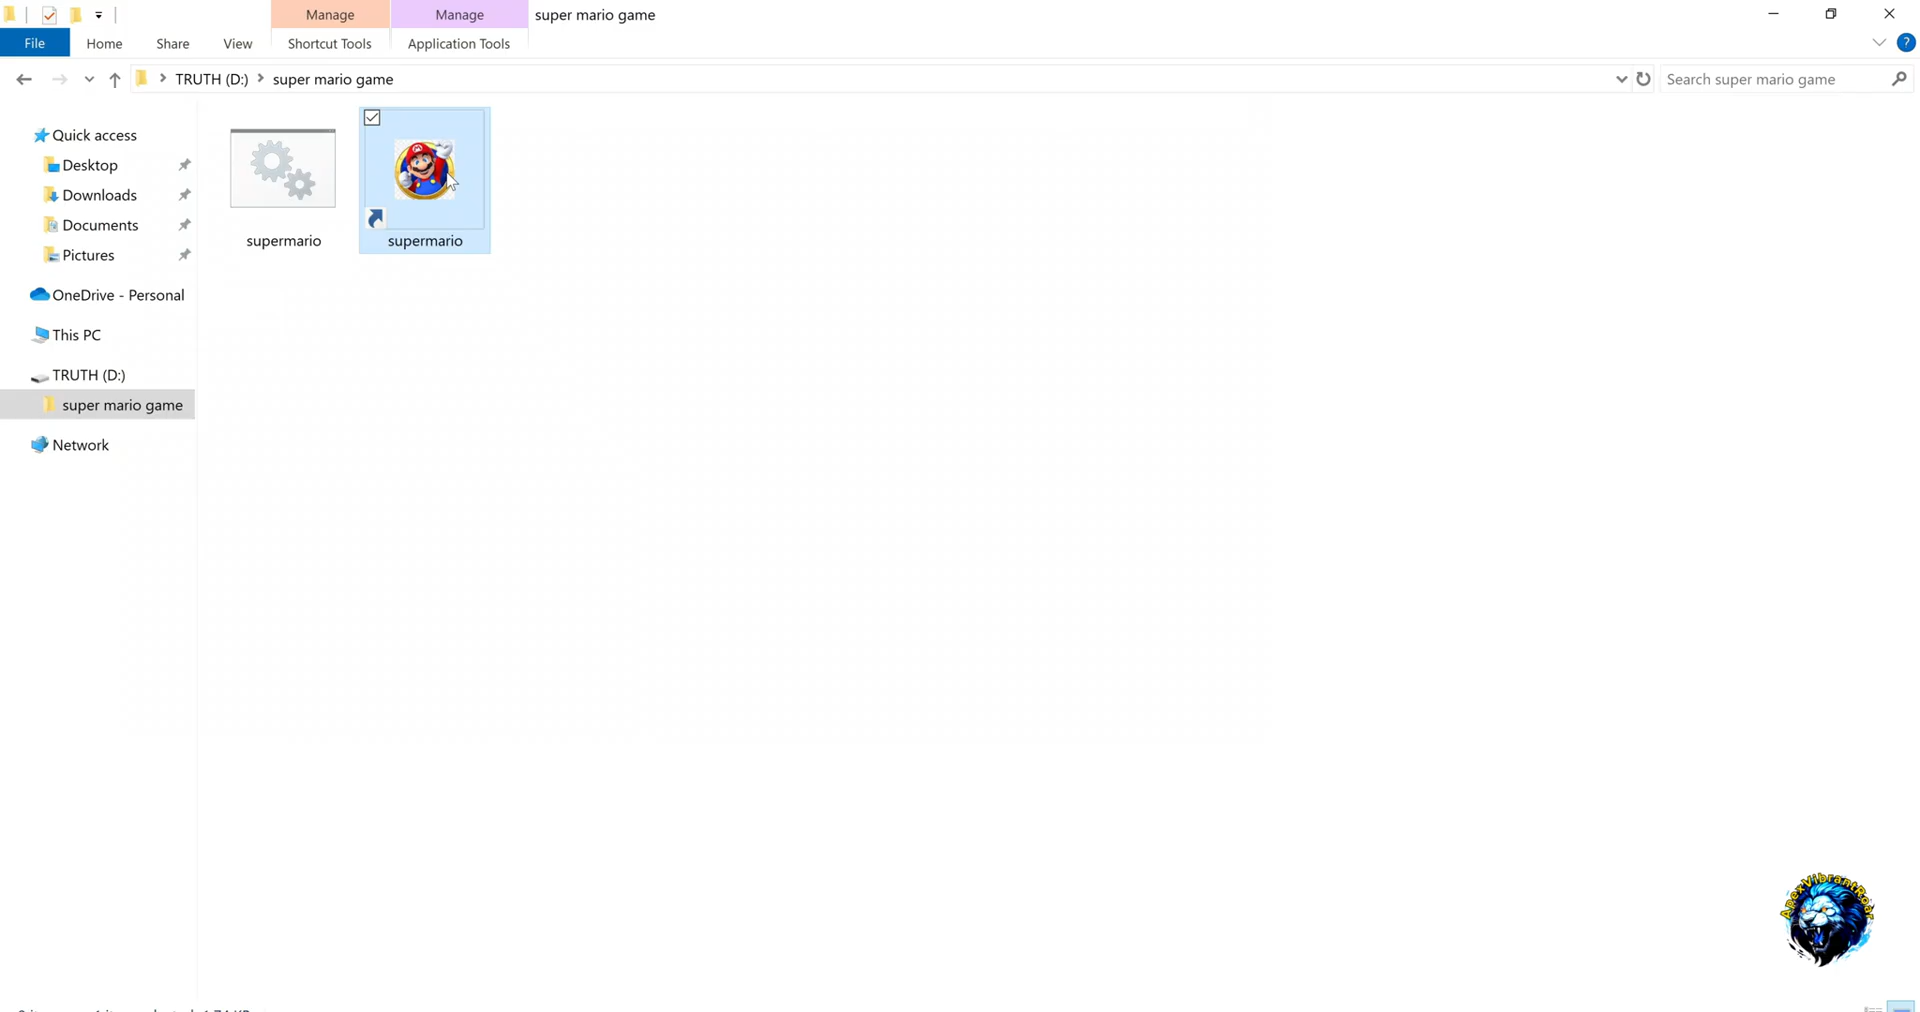 Manage Manage super mario game
File Home Share View Shortcut Tools Application Tools
TRUTH (D:) super mario game Search super mario game
Quick access
Desktop
Downloads
Documents
Pictures
OneDrive - Personal
This PC
TRUTH (D:)
super mario game
Network
supermario supermario
ApexVibrantRoar